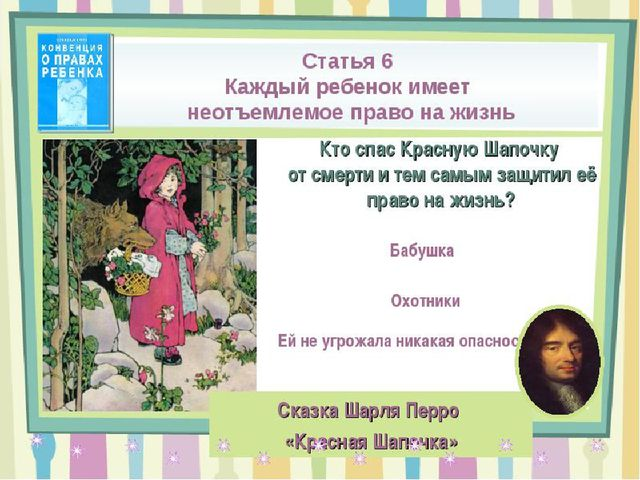 КОНВЕНЦИЯ
О ПРАВАХ
РЕБЕНКА
Статья 6
Каждый ребенок имеет
неотъемлемое право на жизнь
Кто спас Красную Шапочку
от смерти и тем самым защитил её
право на жизнь?
Бабушка
Охотники
Ей не угрожала никакая опаснос
Сказка Шарля Перро
«Красная Шапочка»